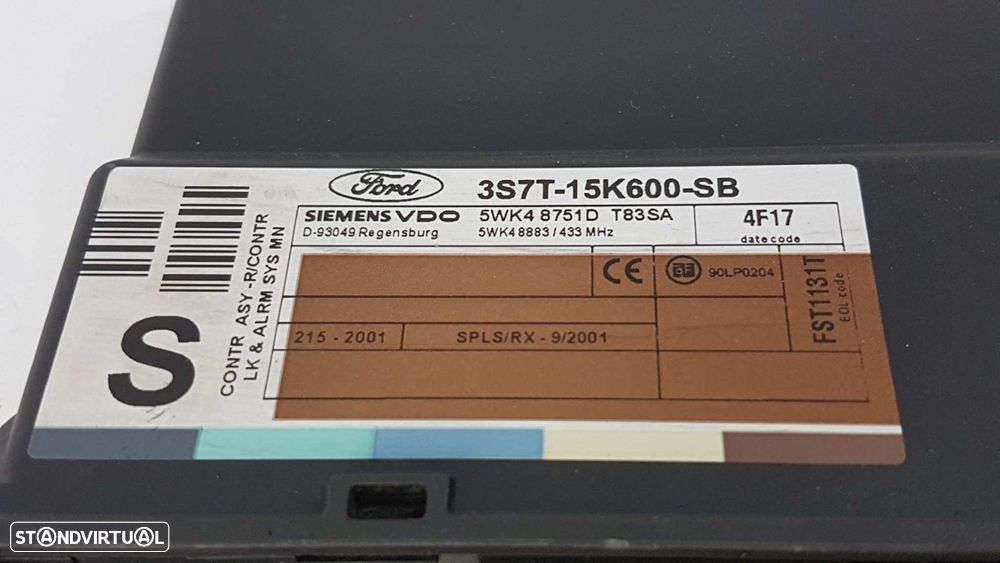 Ford
3S7T-15K600-SB
SIEMENS VDO
5WK4 8751D T83SA
4F17
D-93049 Regensburg
5WK4 8883 / 433 MHz
date code
CE
90LP0204
FST1131T
EOL code
215 - 2001
SPLS/RX - 9/2001
CONTR ASY -R/CONTR
LK & ALRM SYS MN
S
STANDVIRTUAL